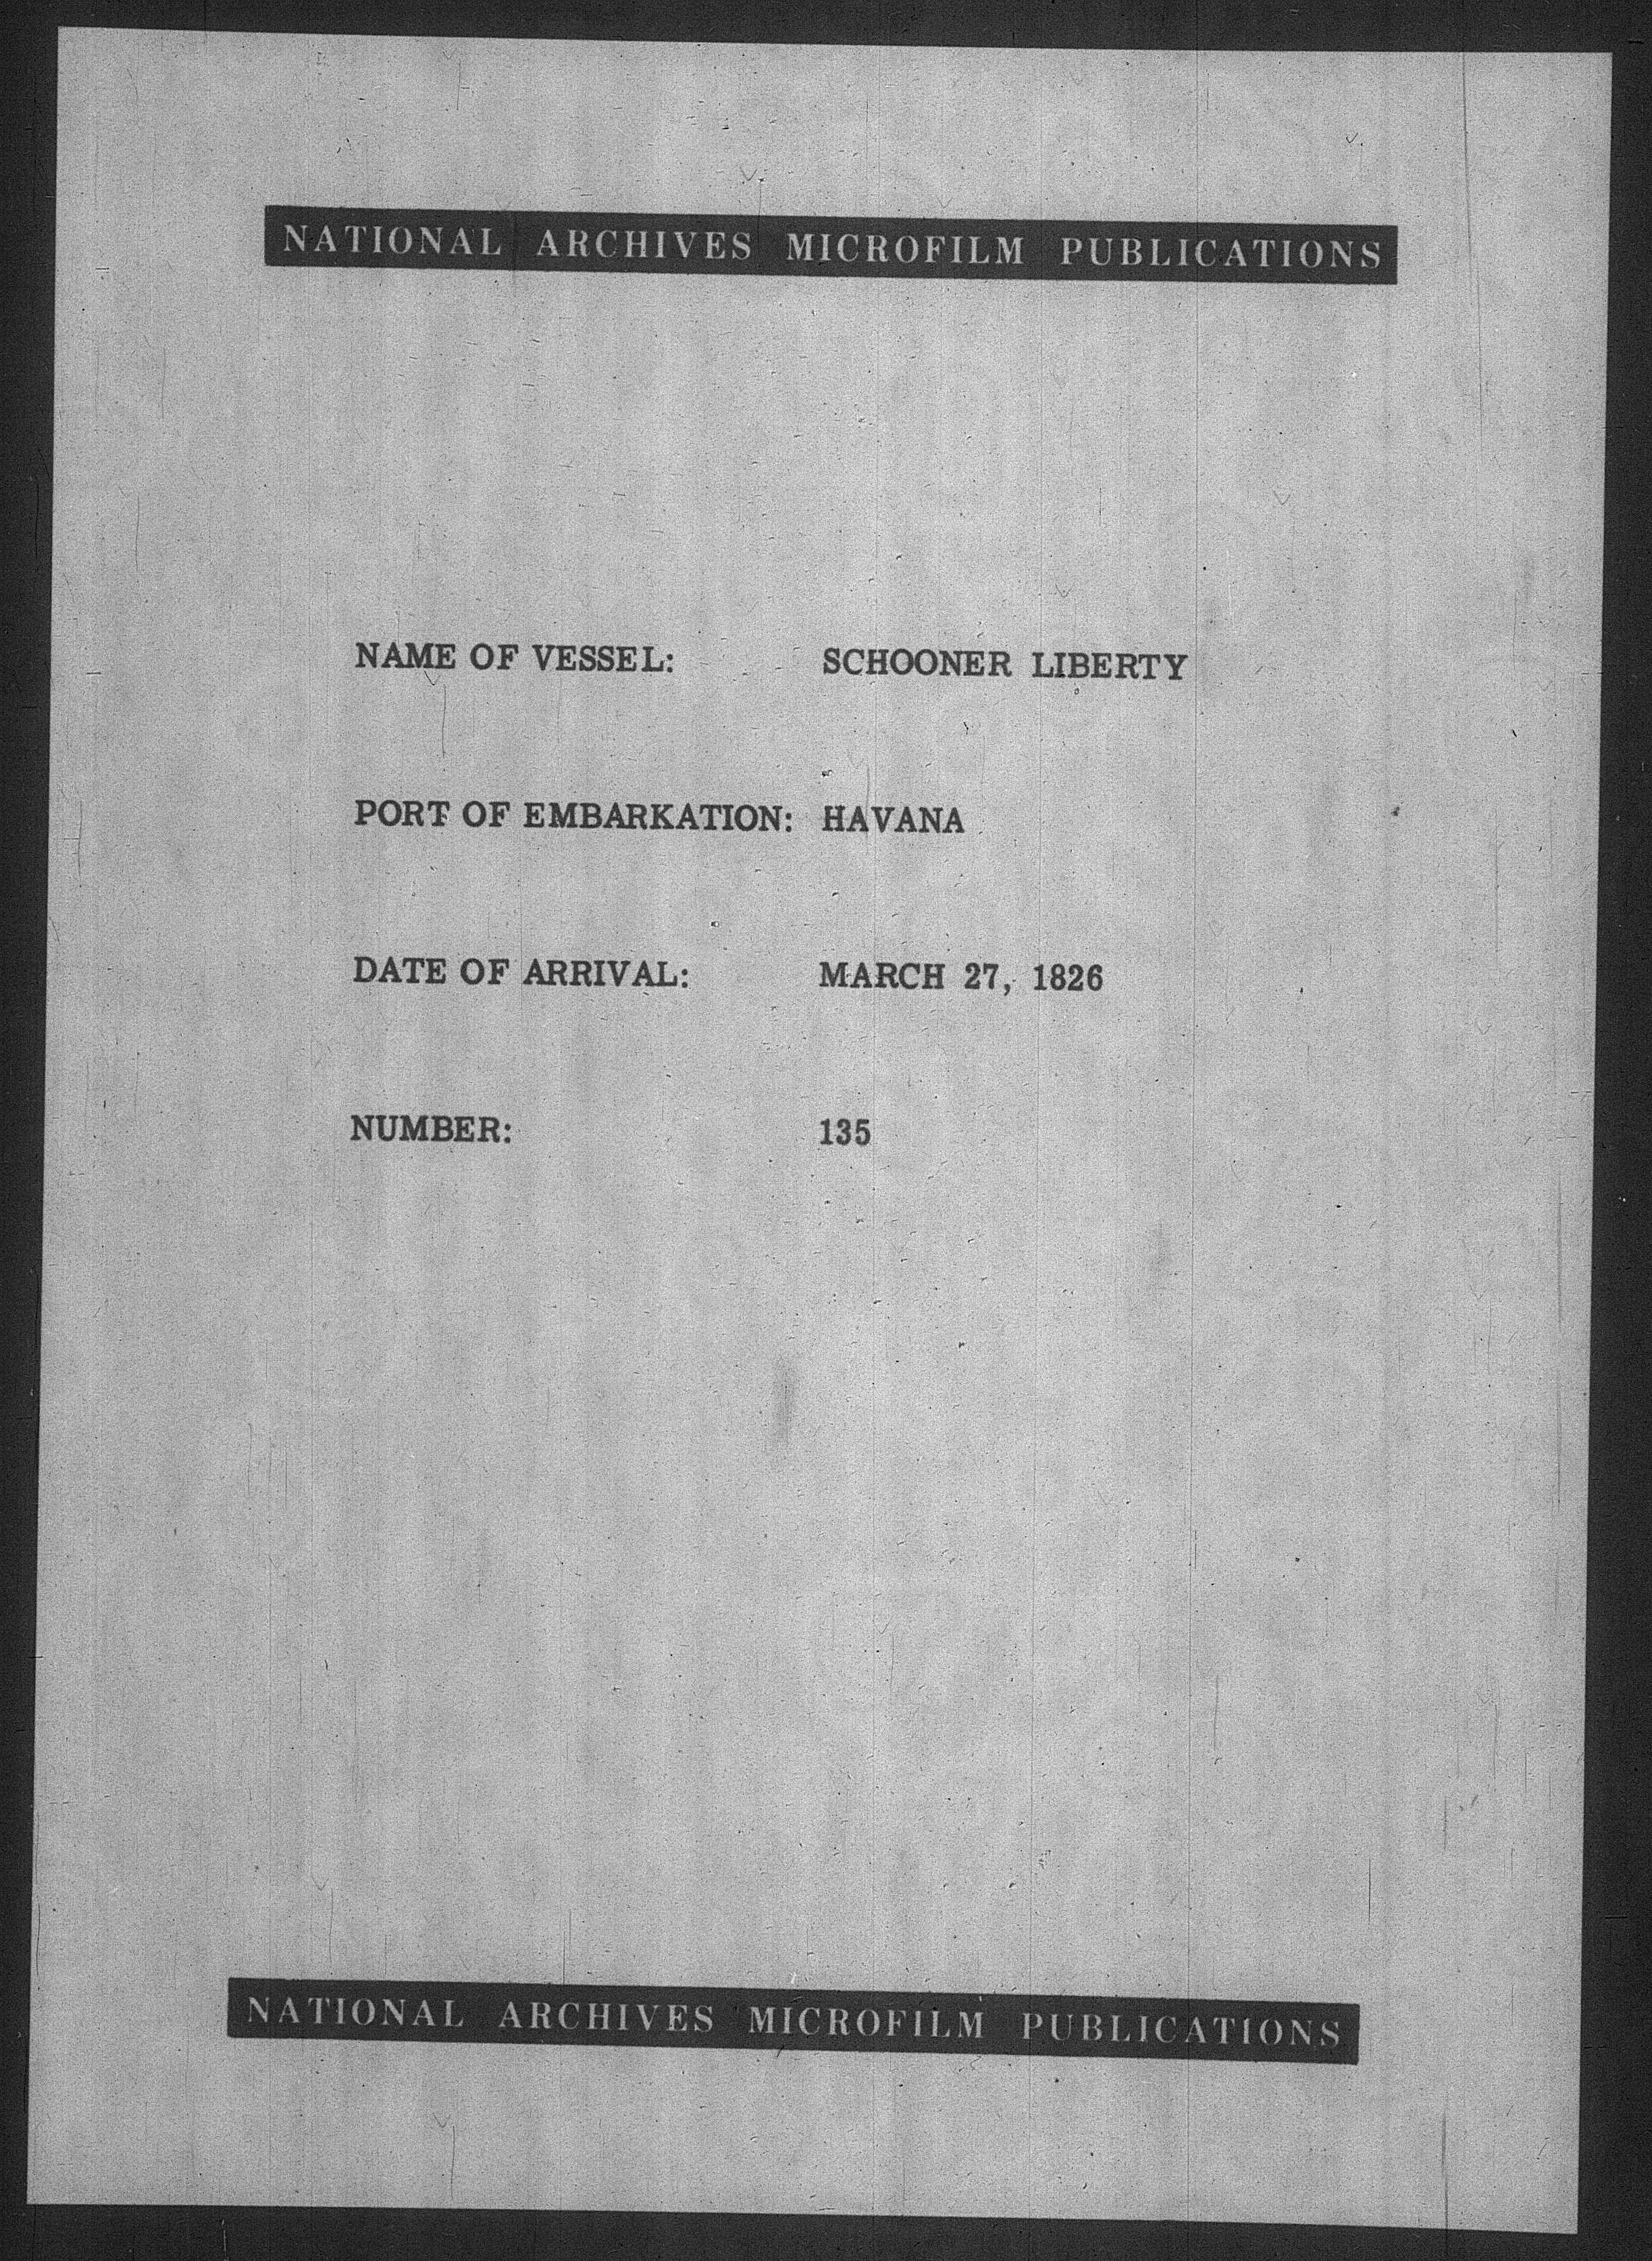 NATIONAL ARCHIVES MICROFILM PUBLICATIONS
NAME OF VESSEL: SCHOONER LIBERTY
PORT OF EMBARKATION: HAVANA
DATE OF ARRIVAL: MARCH 27, 1826
NUMBER: 135
NATIONAL ARCHIVES MICROFILM PUBLICATIONS